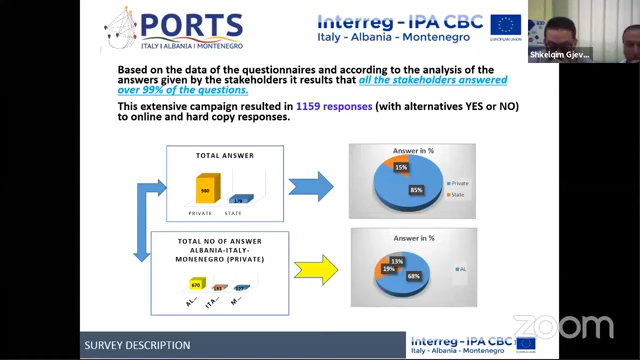 PORTS
ITALY I ALBANIA I MONTENEGRO
Interreg - IPA CBC
Italy - Albania - Montenegro
EUROPEAN UNION
Shkelqim Gjev...
Based on the data of the questionnaires and according to the analysis of the
answers given by the stakeholders it results that all the stakeholders answered
over 99% of the questions.
This extensive campaign resulted in 1159 responses (with alternatives YES or NO)
to online and hard copy responses.
TOTAL ANSWER
980
PRIVATE STATE
Answer in %
15%
85%
Private
State
TOTAL NO OF ANSWER
ALBANIA-ITALY-
MONENEGRO (PRIVATE)
670
AL... ITA... M...
Answer in %
13%
19%
68%
AL
SURVEY DESCRIPTION
Interreg - IPA CBC
Italy - Albania - Montenegro
zoom